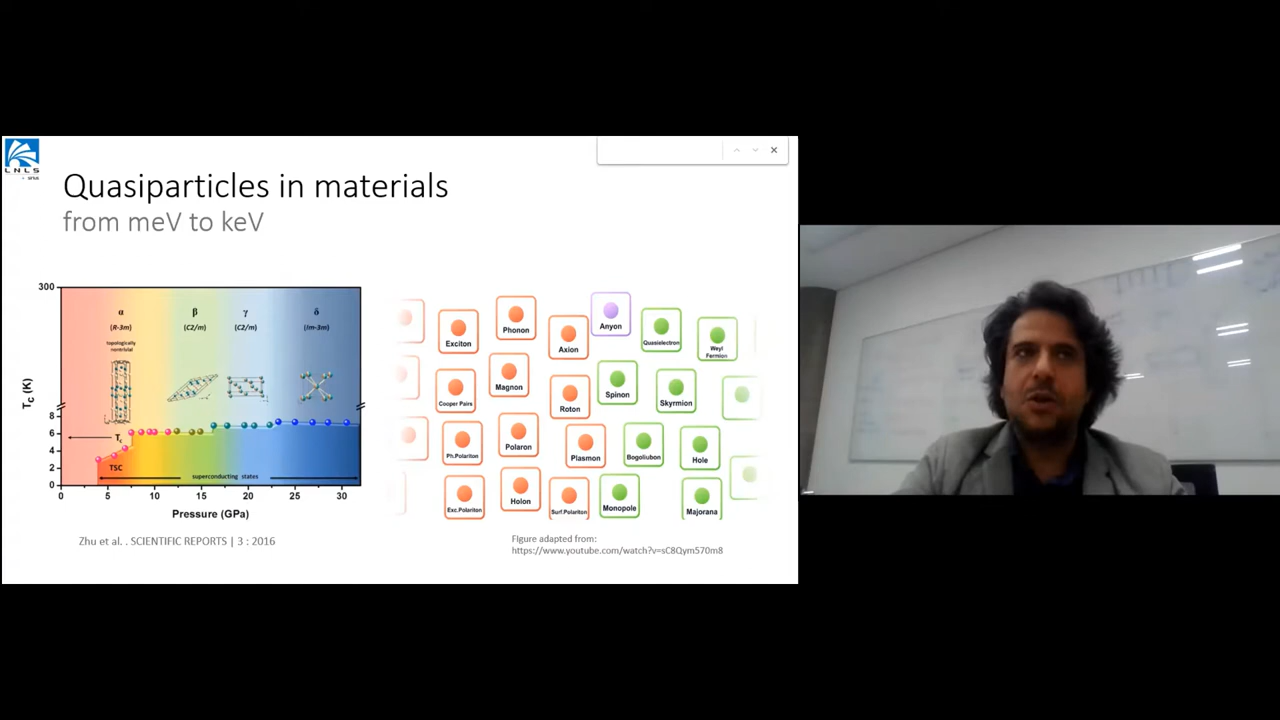 LNLS
Quasiparticles in materials
from meV to keV
300
α
(R-3m)
topologically
nontrivial
β
(C2/m)
γ
(C2/m)
δ
(Im-3m)
Tc (K)
8
6
4
2
0
Tc
TSC
superconducting states
0
5
10
15
20
25
30
Pressure (GPa)
Zhu et al. . SCIENTIFIC REPORTS | 3 : 2016
Exciton
Phonon
Axion
Anyon
Quasielectron
Weyl
Fermion
Cooper Pairs
Magnon
Roton
Spinon
Skyrmion
Ph.Polariton
Polaron
Plasmon
Bogoliubon
Hole
Exc.Polariton
Holon
Surf.Polariton
Monopole
Majorana
FIgure adapted from:
https://www.youtube.com/watch?v=sC8Qym570m8